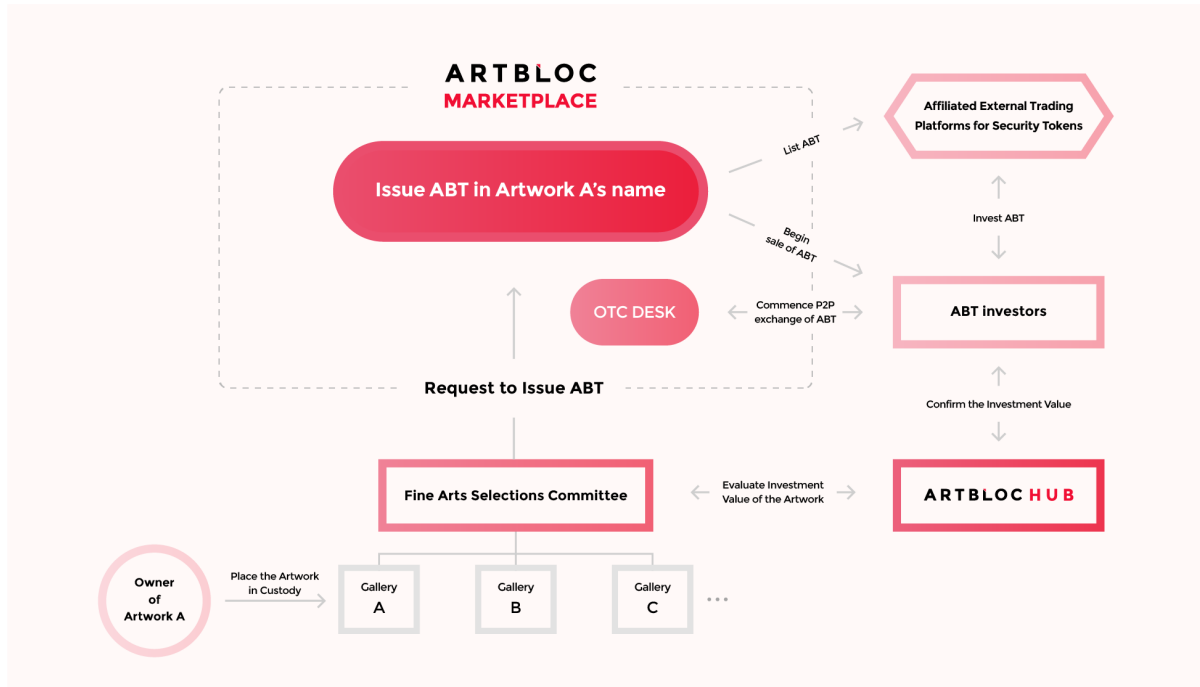 ARTBLOC
MARKETPLACE
Issue ABT in Artwork A's name
List ABT
Affiliated External Trading
Platforms for Security Tokens
Begin
sale of ABT
Invest ABT
OTC DESK
Commence P2P
exchange of ABT
ABT investors
Request to Issue ABT
Confirm the Investment Value
Fine Arts Selections Committee
Evaluate Investment
Value of the Artwork
ARTBLOC HUB
Owner
of
Artwork A
Place the Artwork
in Custody
Gallery
A
Gallery
B
Gallery
C
...